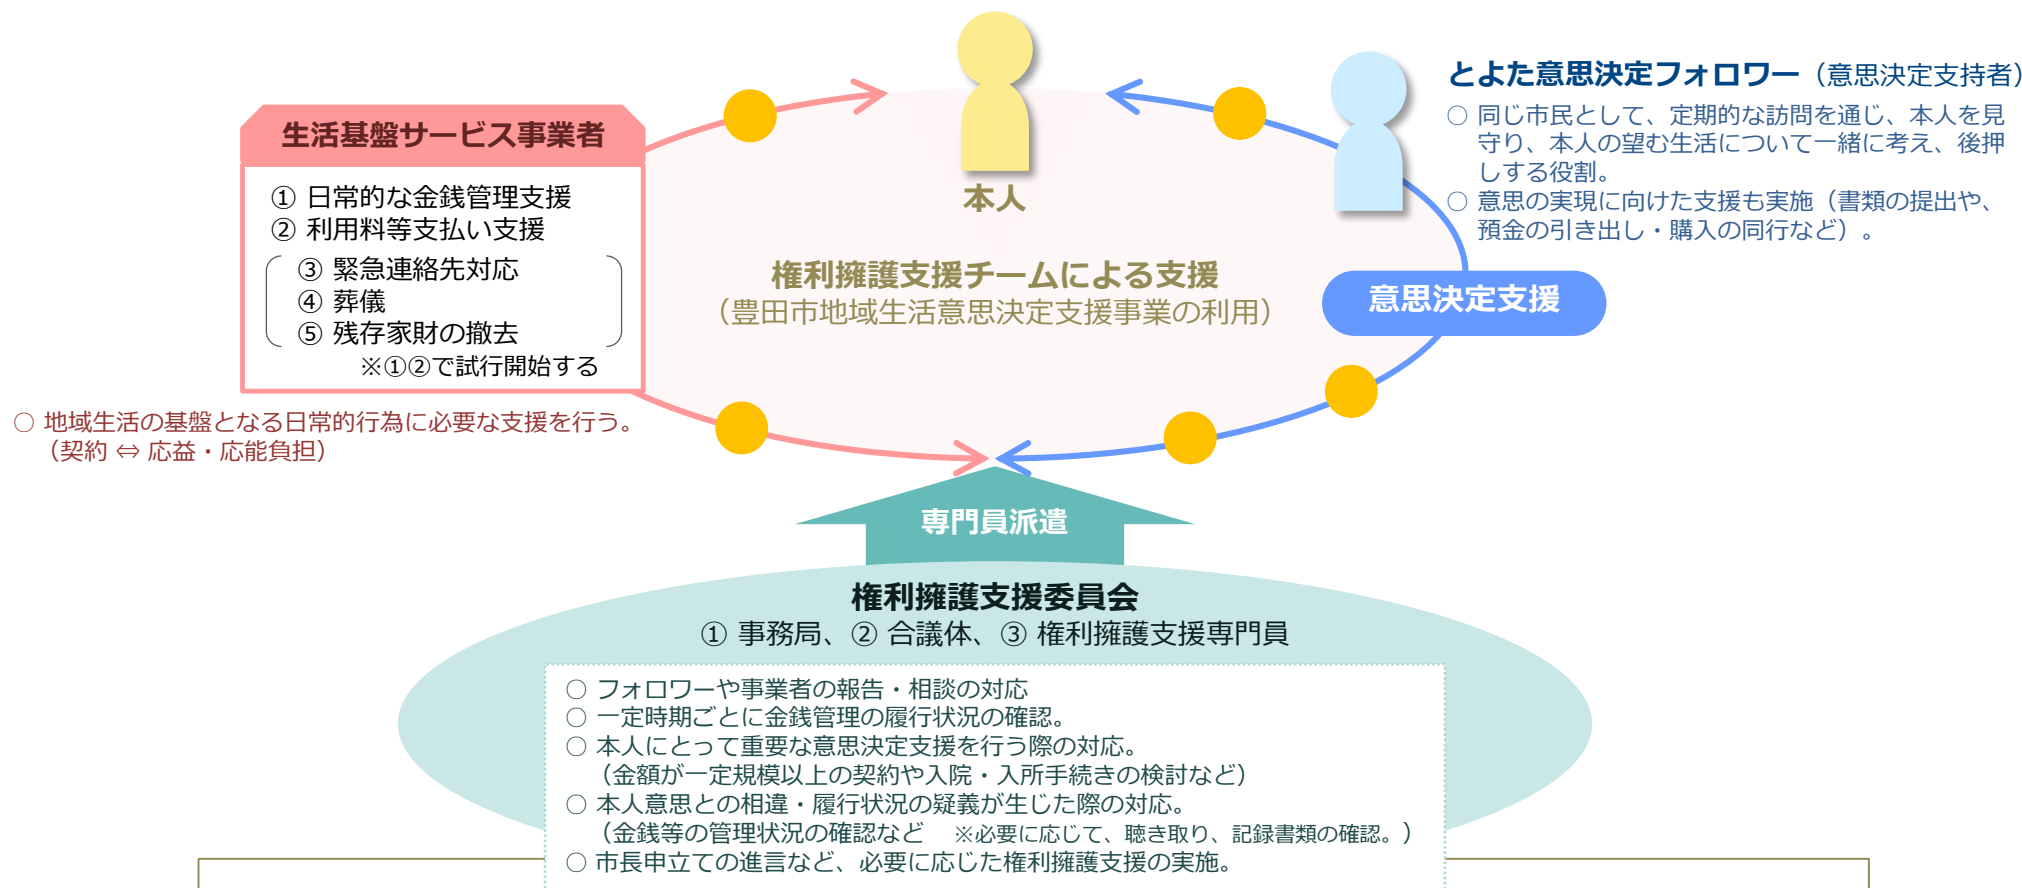 生活基盤サービス事業者
① 日常的な金銭管理支援
② 利用料等支払い支援
③ 緊急連絡先対応
④ 葬儀
⑤ 残存家財の撤去
※①②で試行開始する
○ 地域生活の基盤となる日常的行為に必要な支援を行う。
（契約 ⇔ 応益・応能負担）
本人
権利擁護支援チームによる支援
（豊田市地域生活意思決定支援事業の利用）
とよた意思決定フォロワー（意思決定支持者）
○ 同じ市民として、定期的な訪問を通じ、本人を見
守り、本人の望む生活について一緒に考え、後押
しする役割。
○ 意思の実現に向けた支援も実施（書類の提出や、
預金の引き出し・購入の同行など）。
意思決定支援
専門員派遣
権利擁護支援委員会
① 事務局、② 合議体、③ 権利擁護支援専門員
○ フォロワーや事業者の報告・相談の対応
○ 一定時期ごとに金銭管理の履行状況の確認。
○ 本人にとって重要な意思決定支援を行う際の対応。
（金額が一定規模以上の契約や入院・入所手続きの検討など）
○ 本人意思との相違・履行状況の疑義が生じた際の対応。
（金銭等の管理状況の確認など　※必要に応じて、聴き取り、記録書類の確認。）
○ 市長申立ての進言など、必要に応じた権利擁護支援の実施。